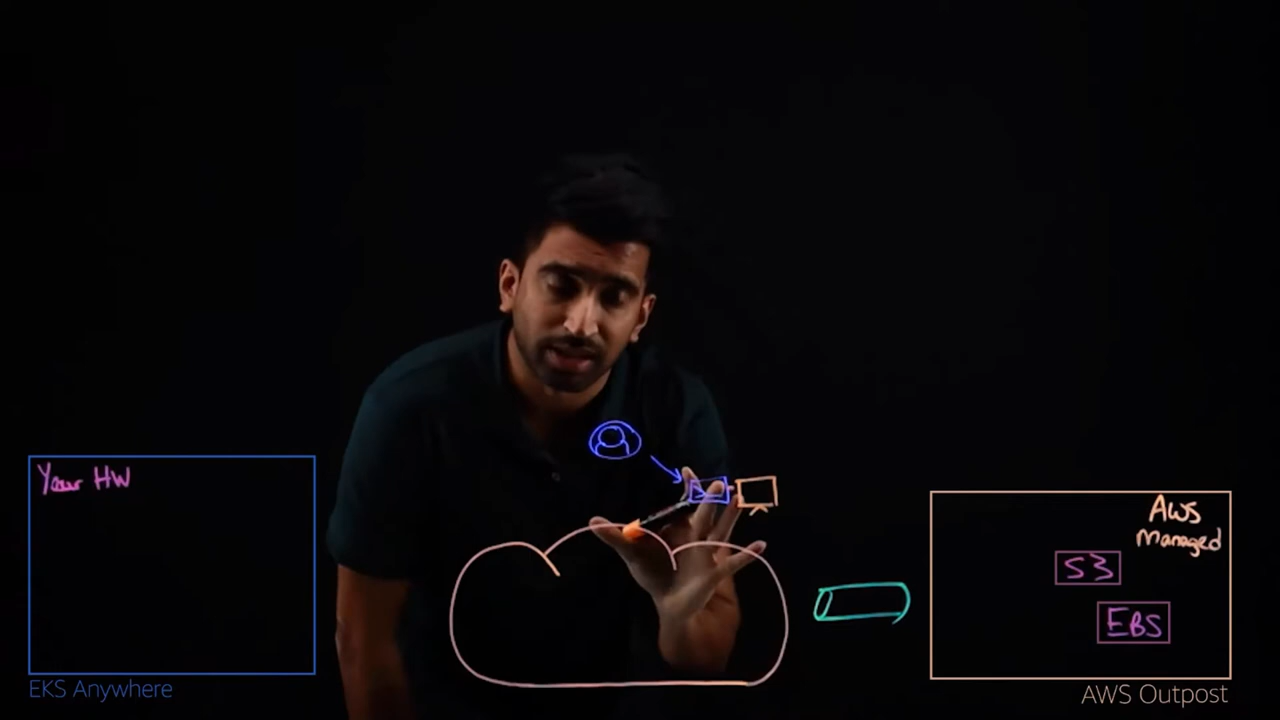 Your HW
EKS Anywhere
AWS
Managed
S3
EBS
AWS Outpost